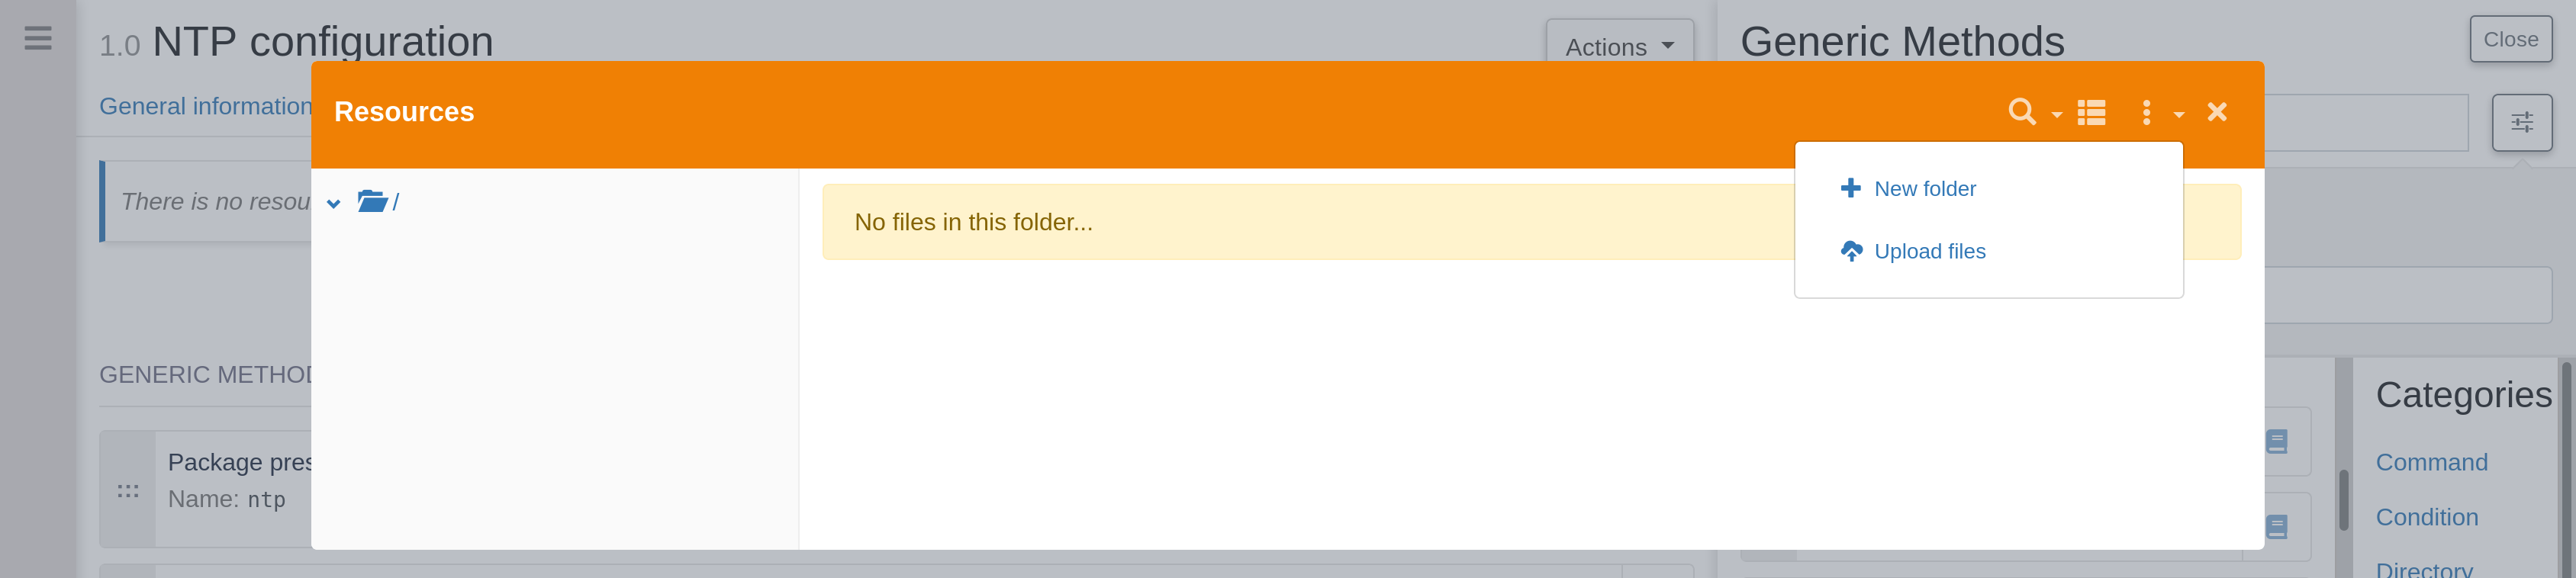 1.0 NTP configuration
Actions
Generic Methods
Close
General information
Resources
There is no resou
/
No files in this folder...
New folder
Upload files
GENERIC METHOD
Categories
Package pres
Name: ntp
Command
Condition
Directory